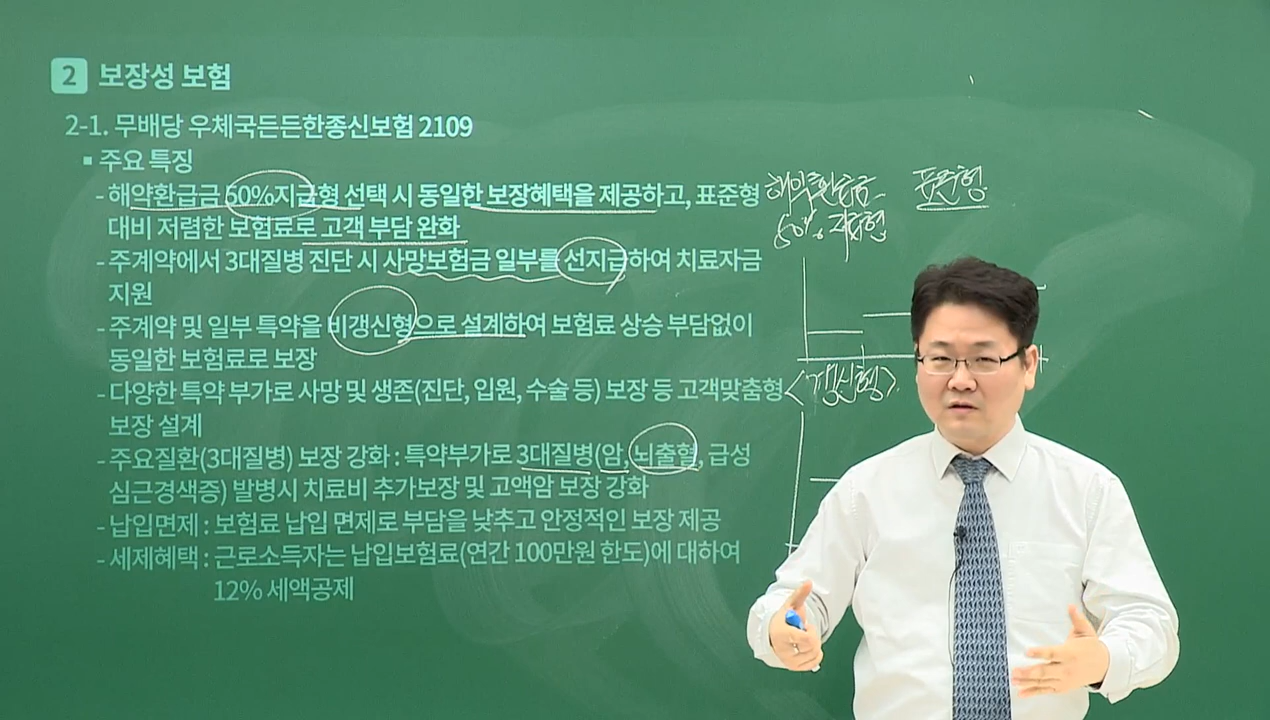 2 보장성 보험
2-1. 무배당 우체국든든한종신보험 2109
▪ 주요 특징
- 해약환급금 50%지급형 선택 시 동일한 보장혜택을 제공하고, 표준형
대비 저렴한 보험료로 고객 부담 완화
- 주계약에서 3대질병 진단 시 사망보험금 일부를 선지급하여 치료자금
지원
- 주계약 및 일부 특약을 비갱신형으로 설계하여 보험료 상승 부담없이
동일한 보험료로 보장
- 다양한 특약 부가로 사망 및 생존(진단, 입원, 수술 등) 보장 등 고객맞춤형
보장 설계
- 주요질환(3대질병) 보장 강화 : 특약부가로 3대질병(암, 뇌출혈, 급성
심근경색증) 발병시 치료비 추가보장 및 고액암 보장 강화
- 납입면제 : 보험료 납입 면제로 부담을 낮추고 안정적인 보장 제공
- 세제혜택 : 근로소득자는 납입보험료(연간 100만원 한도)에 대하여
12% 세액공제
해약환급금
50% 지급형
표준형
<갱신형>